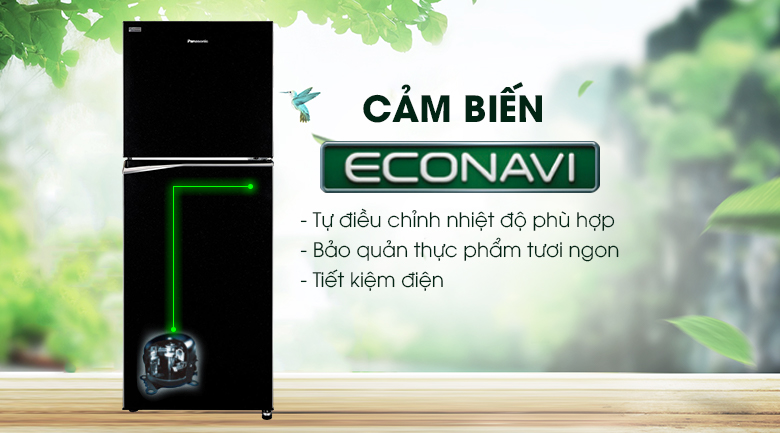 Panasonic
CẢM BIẾN
ECONAVI
- Tự điều chỉnh nhiệt độ phù hợp
- Bảo quản thực phẩm tươi ngon
- Tiết kiệm điện